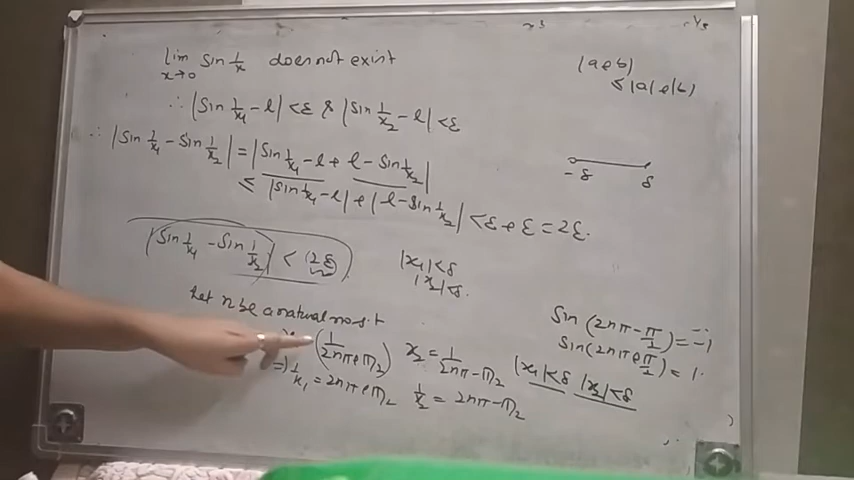 lim sin 1/x does not exist
x→0
(a+b)
≤ |a|+|b|
∴ |Sin 1/x₁ - l| < ε & |Sin 1/x₂ - l| < ε
∴ |Sin 1/x₁ - Sin 1/x₂| = |Sin 1/x₁ - l + l - Sin 1/x₂|
≤ |Sin 1/x₁ - l| + |l - Sin 1/x₂| < ε + ε = 2ε.
-δ δ
|Sin 1/x₁ - Sin 1/x₂| < (2ε)
|x₁| < δ
|x₂| < δ.
Let n be a natural no s.t
(1/2nπ+π/2) x₂ = 1/2nπ-π/2
⇒ 1/x₁ = 2nπ+π/2 1/x₂ = 2nπ-π/2
Sin (2nπ-π/2) = -1
Sin (2nπ+π/2) = 1.
|x₁| < δ |x₂| < δ